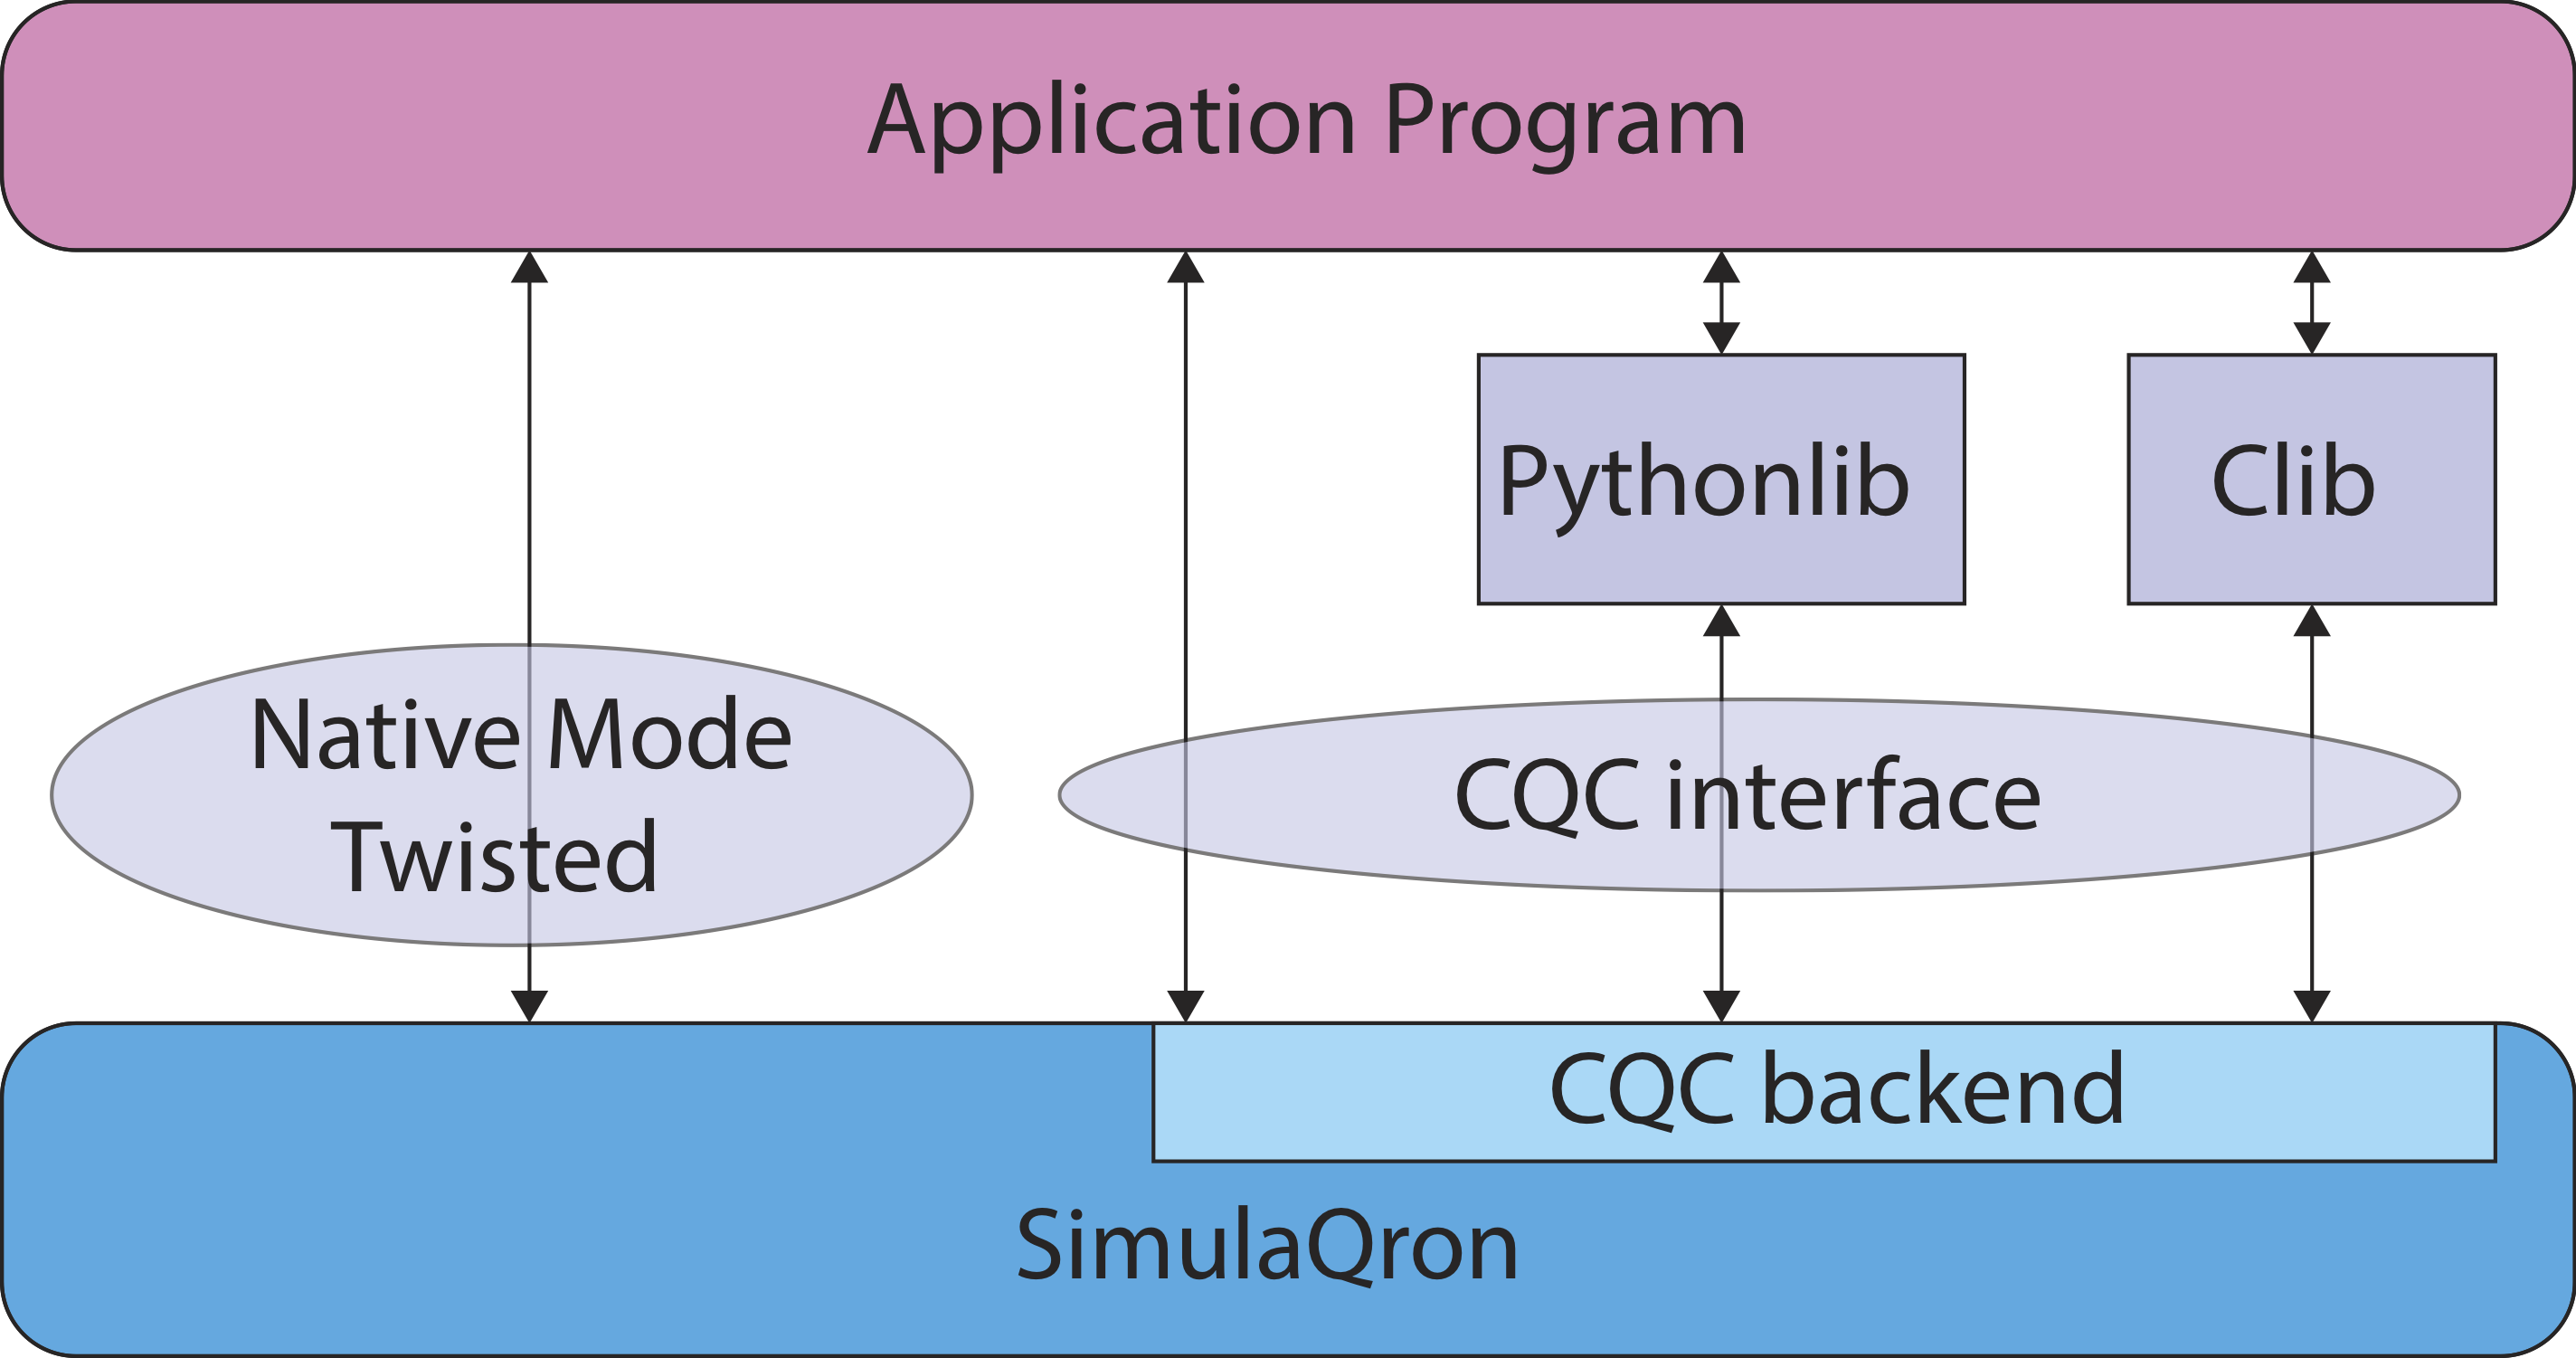 Application Program
Pythonlib
Clib
Native Mode
Twisted
CQC interface
CQC backend
SimulaQron